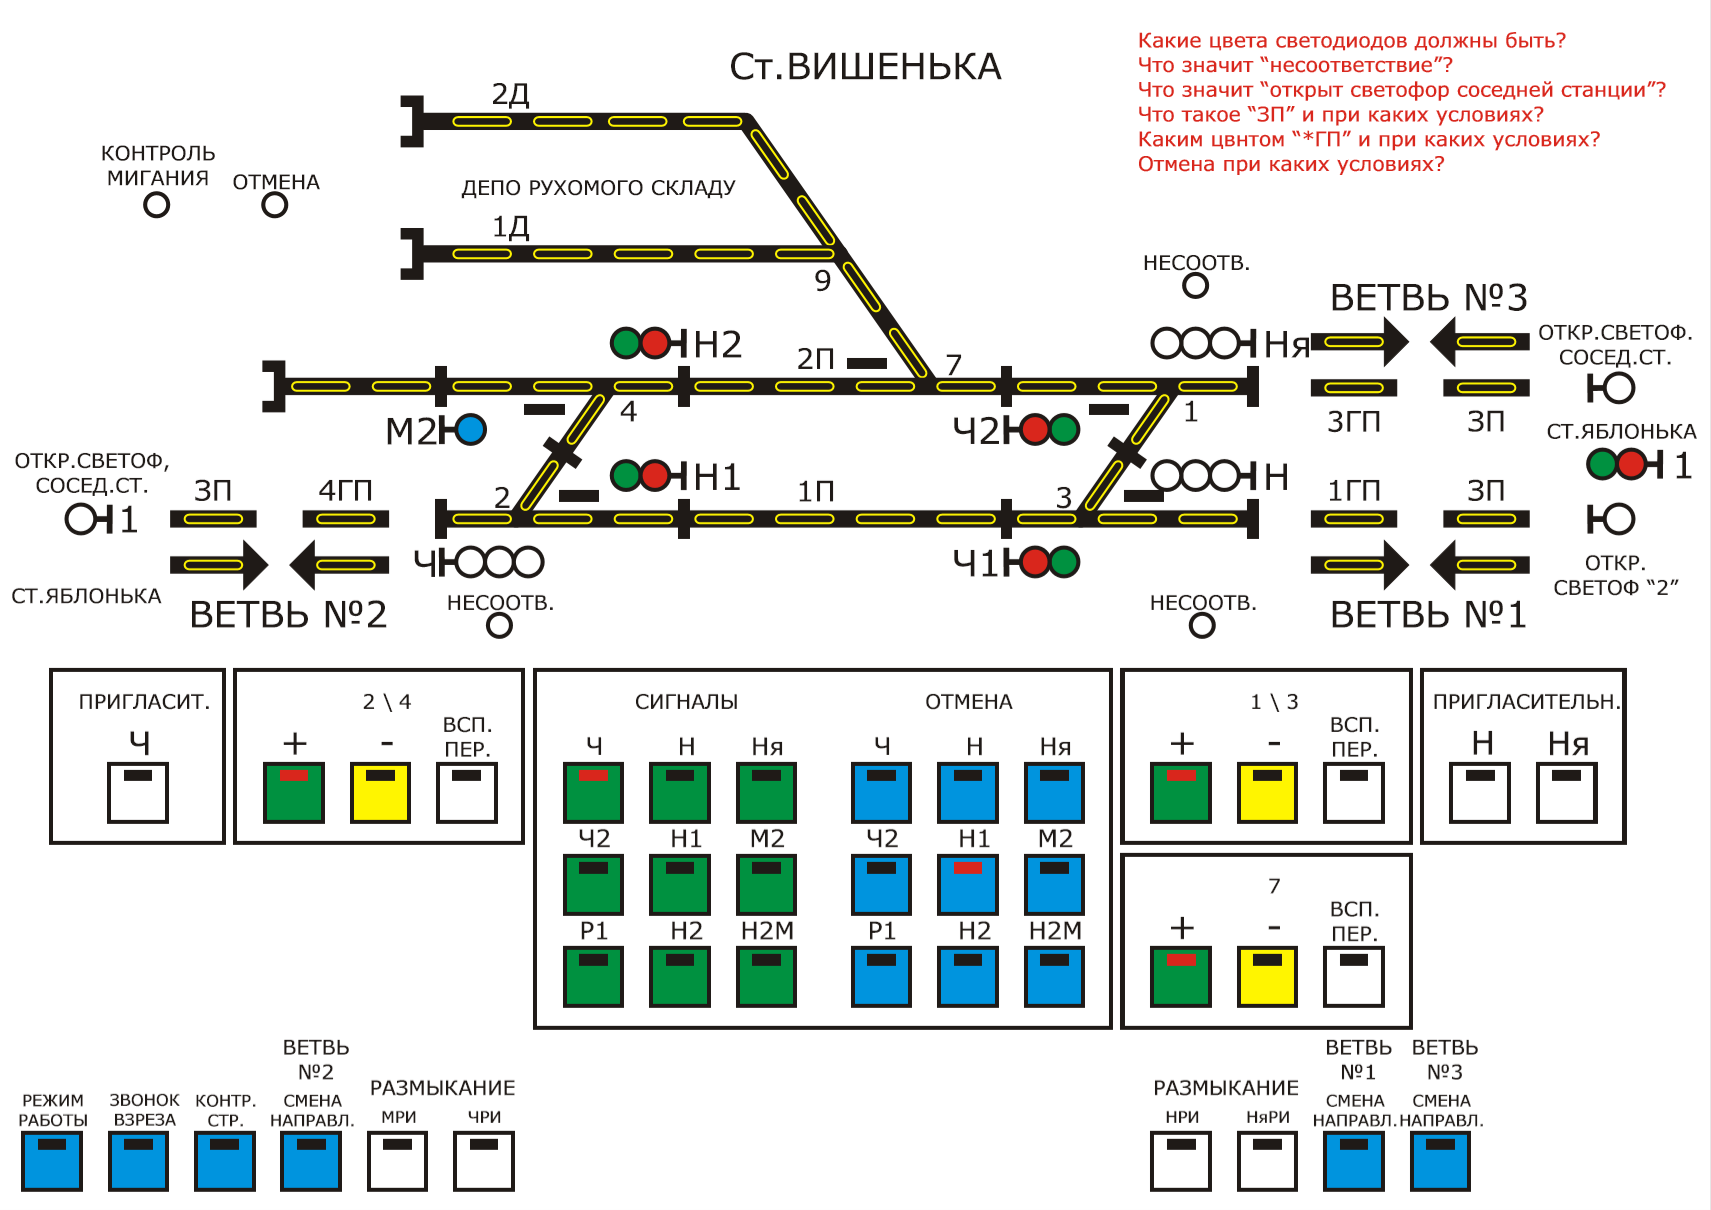 Ст.ВИШЕНЬКА
Какие цвета светодиодов должны быть?
Что значит “несоответствие”?
Что значит “открыт светофор соседней станции”?
Что такое “ЗП” и при каких условиях?
Каким цвнтом “*ГП” и при каких условиях?
Отмена при каких условиях?
КОНТРОЛЬ
МИГАНИЯ
ОТМЕНА
2Д
ДЕПО РУХОМОГО СКЛАДУ
1Д
9
НЕСООТВ.
ВЕТВЬ №3
Н2
2П
7
Ня
ОТКР.СВЕТОФ.
СОСЕД.СТ.
М2
4
Ч2
1
3ГП
ЗП
СТ.ЯБЛОНЬКА
1
ОТКР.СВЕТОФ,
СОСЕД.СТ.
1
ЗП
4ГП
2
Н1
1П
3
Н
1ГП
ЗП
Ч
Ч1
ОТКР.
СВЕТОФ “2”
СТ.ЯБЛОНЬКА
ВЕТВЬ №2
НЕСООТВ.
НЕСООТВ.
ВЕТВЬ №1
ПРИГЛАСИТ.
Ч
2 \ 4
+
-
ВСП.
ПЕР.
СИГНАЛЫ
ОТМЕНА
Ч
Н
Ня
Ч
Н
Ня
Ч2
Н1
М2
Ч2
Н1
М2
Р1
Н2
Н2М
Р1
Н2
Н2М
1 \ 3
+
-
ВСП.
ПЕР.
ПРИГЛАСИТЕЛЬН.
Н
Ня
7
+
-
ВСП.
ПЕР.
РЕЖИМ
РАБОТЫ
ЗВОНОК
ВЗРЕЗА
КОНТР.
СТР.
ВЕТВЬ
№2
СМЕНА
НАПРАВЛ.
РАЗМЫКАНИЕ
МРИ
ЧРИ
РАЗМЫКАНИЕ
НРИ
НяРИ
ВЕТВЬ
№1
СМЕНА
НАПРАВЛ.
ВЕТВЬ
№3
СМЕНА
НАПРАВЛ.